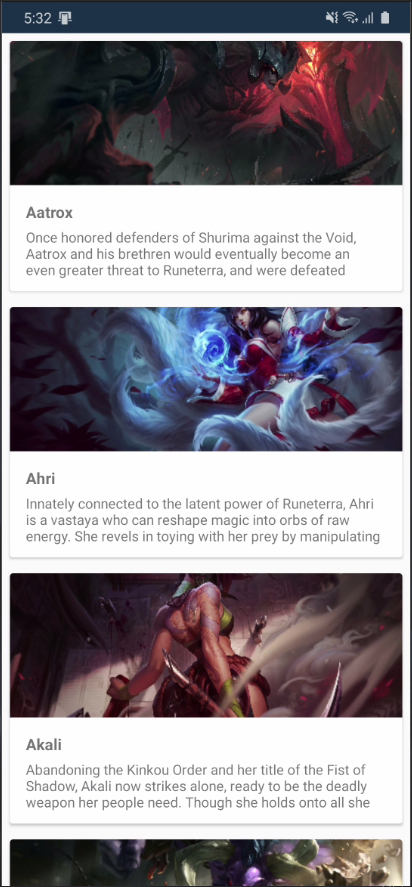 5:32
Aatrox
Once honored defenders of Shurima against the Void,
Aatrox and his brethren would eventually become an
even greater threat to Runeterra, and were defeated
Ahri
Innately connected to the latent power of Runeterra, Ahri
is a vastaya who can reshape magic into orbs of raw
energy. She revels in toying with her prey by manipulating
Akali
Abandoning the Kinkou Order and her title of the Fist of
Shadow, Akali now strikes alone, ready to be the deadly
weapon her people need. Though she holds onto all she